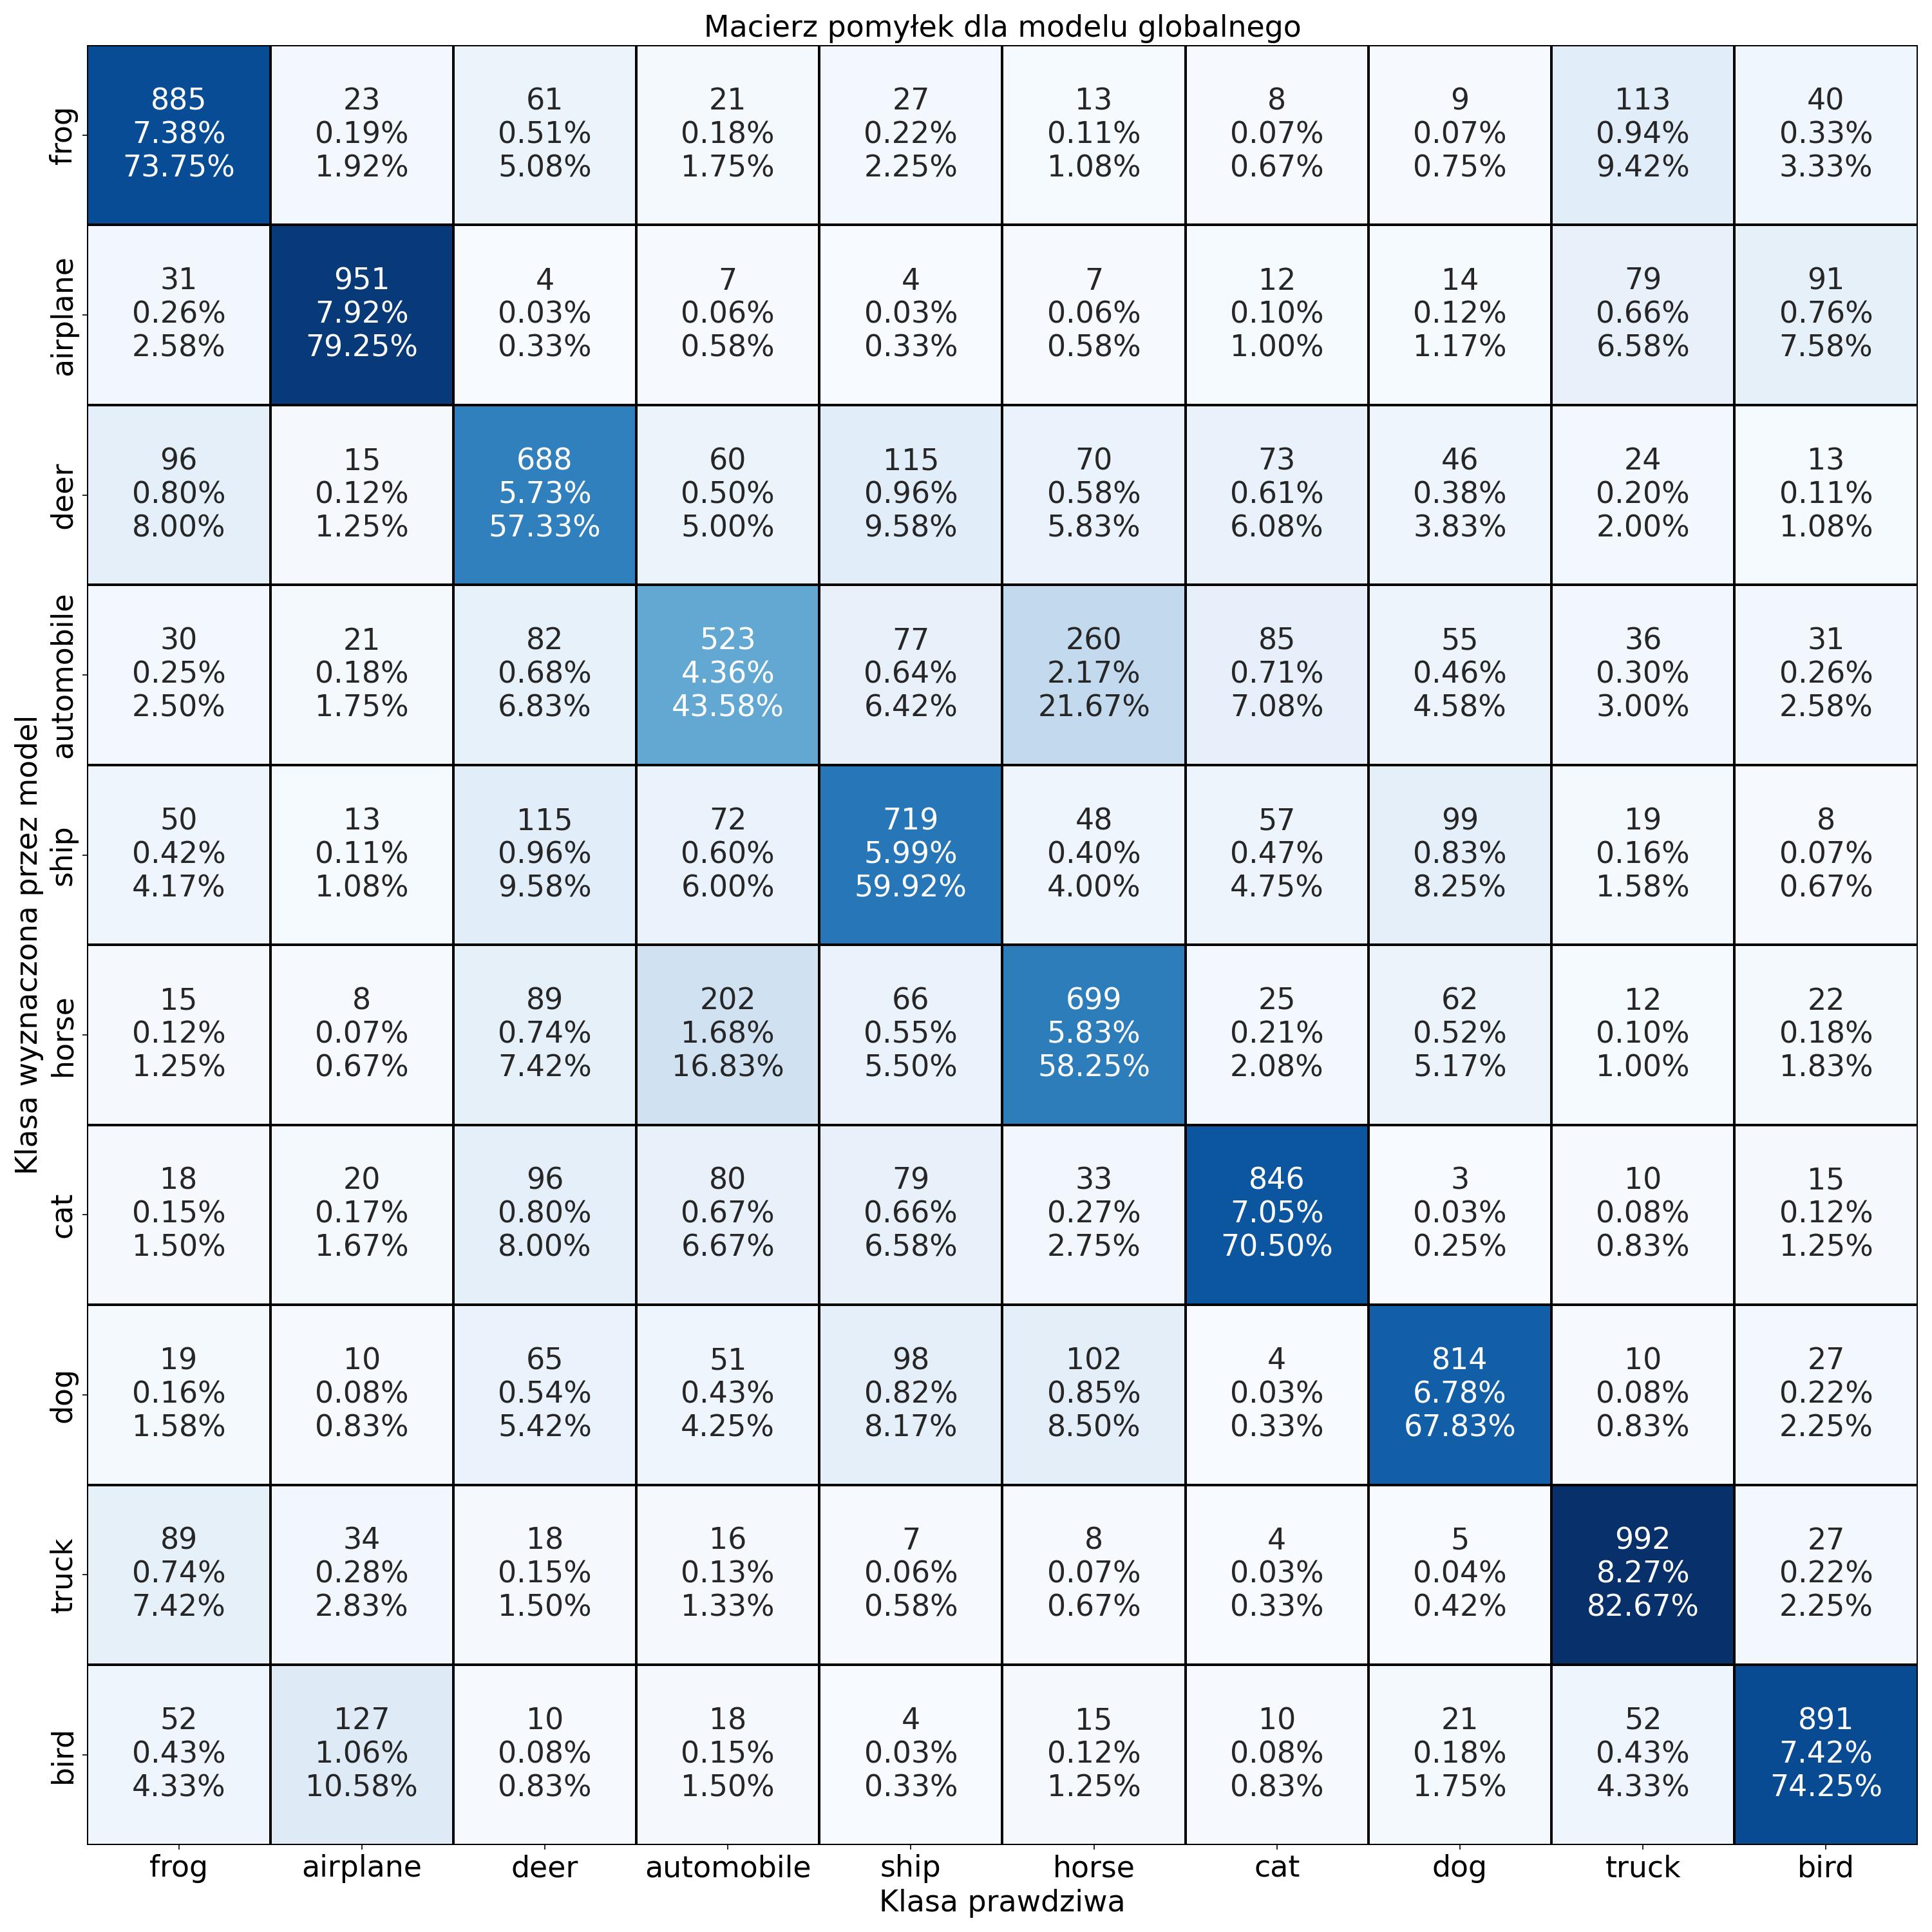 Macierz pomyłek dla modelu globalnego
Klasa wyznaczona przez model
frog
885 23 61 21 27 13 8 9 113 40
7.38% 0.19% 0.51% 0.18% 0.22% 0.11% 0.07% 0.07% 0.94% 0.33%
73.75% 1.92% 5.08% 1.75% 2.25% 1.08% 0.67% 0.75% 9.42% 3.33%
airplane
31 951 4 7 4 7 12 14 79 91
0.26% 7.92% 0.03% 0.06% 0.03% 0.06% 0.10% 0.12% 0.66% 0.76%
2.58% 79.25% 0.33% 0.58% 0.33% 0.58% 1.00% 1.17% 6.58% 7.58%
deer
96 15 688 60 115 70 73 46 24 13
0.80% 0.12% 5.73% 0.50% 0.96% 0.58% 0.61% 0.38% 0.20% 0.11%
8.00% 1.25% 57.33% 5.00% 9.58% 5.83% 6.08% 3.83% 2.00% 1.08%
automobile
30 21 82 523 77 260 85 55 36 31
0.25% 0.18% 0.68% 4.36% 0.64% 2.17% 0.71% 0.46% 0.30% 0.26%
2.50% 1.75% 6.83% 43.58% 6.42% 21.67% 7.08% 4.58% 3.00% 2.58%
ship
50 13 115 72 719 48 57 99 19 8
0.42% 0.11% 0.96% 0.60% 5.99% 0.40% 0.47% 0.83% 0.16% 0.07%
4.17% 1.08% 9.58% 6.00% 59.92% 4.00% 4.75% 8.25% 1.58% 0.67%
horse
15 8 89 202 66 699 25 62 12 22
0.12% 0.07% 0.74% 1.68% 0.55% 5.83% 0.21% 0.52% 0.10% 0.18%
1.25% 0.67% 7.42% 16.83% 5.50% 58.25% 2.08% 5.17% 1.00% 1.83%
cat
18 20 96 80 79 33 846 3 10 15
0.15% 0.17% 0.80% 0.67% 0.66% 0.27% 7.05% 0.03% 0.08% 0.12%
1.50% 1.67% 8.00% 6.67% 6.58% 2.75% 70.50% 0.25% 0.83% 1.25%
dog
19 10 65 51 98 102 4 814 10 27
0.16% 0.08% 0.54% 0.43% 0.82% 0.85% 0.03% 6.78% 0.08% 0.22%
1.58% 0.83% 5.42% 4.25% 8.17% 8.50% 0.33% 67.83% 0.83% 2.25%
truck
89 34 18 16 7 8 4 5 992 27
0.74% 0.28% 0.15% 0.13% 0.06% 0.07% 0.03% 0.04% 8.27% 0.22%
7.42% 2.83% 1.50% 1.33% 0.58% 0.67% 0.33% 0.42% 82.67% 2.25%
bird
52 127 10 18 4 15 10 21 52 891
0.43% 1.06% 0.08% 0.15% 0.03% 0.12% 0.08% 0.18% 0.43% 7.42%
4.33% 10.58% 0.83% 1.50% 0.33% 1.25% 0.83% 1.75% 4.33% 74.25%
frog airplane deer automobile ship horse cat dog truck bird
Klasa prawdziwa